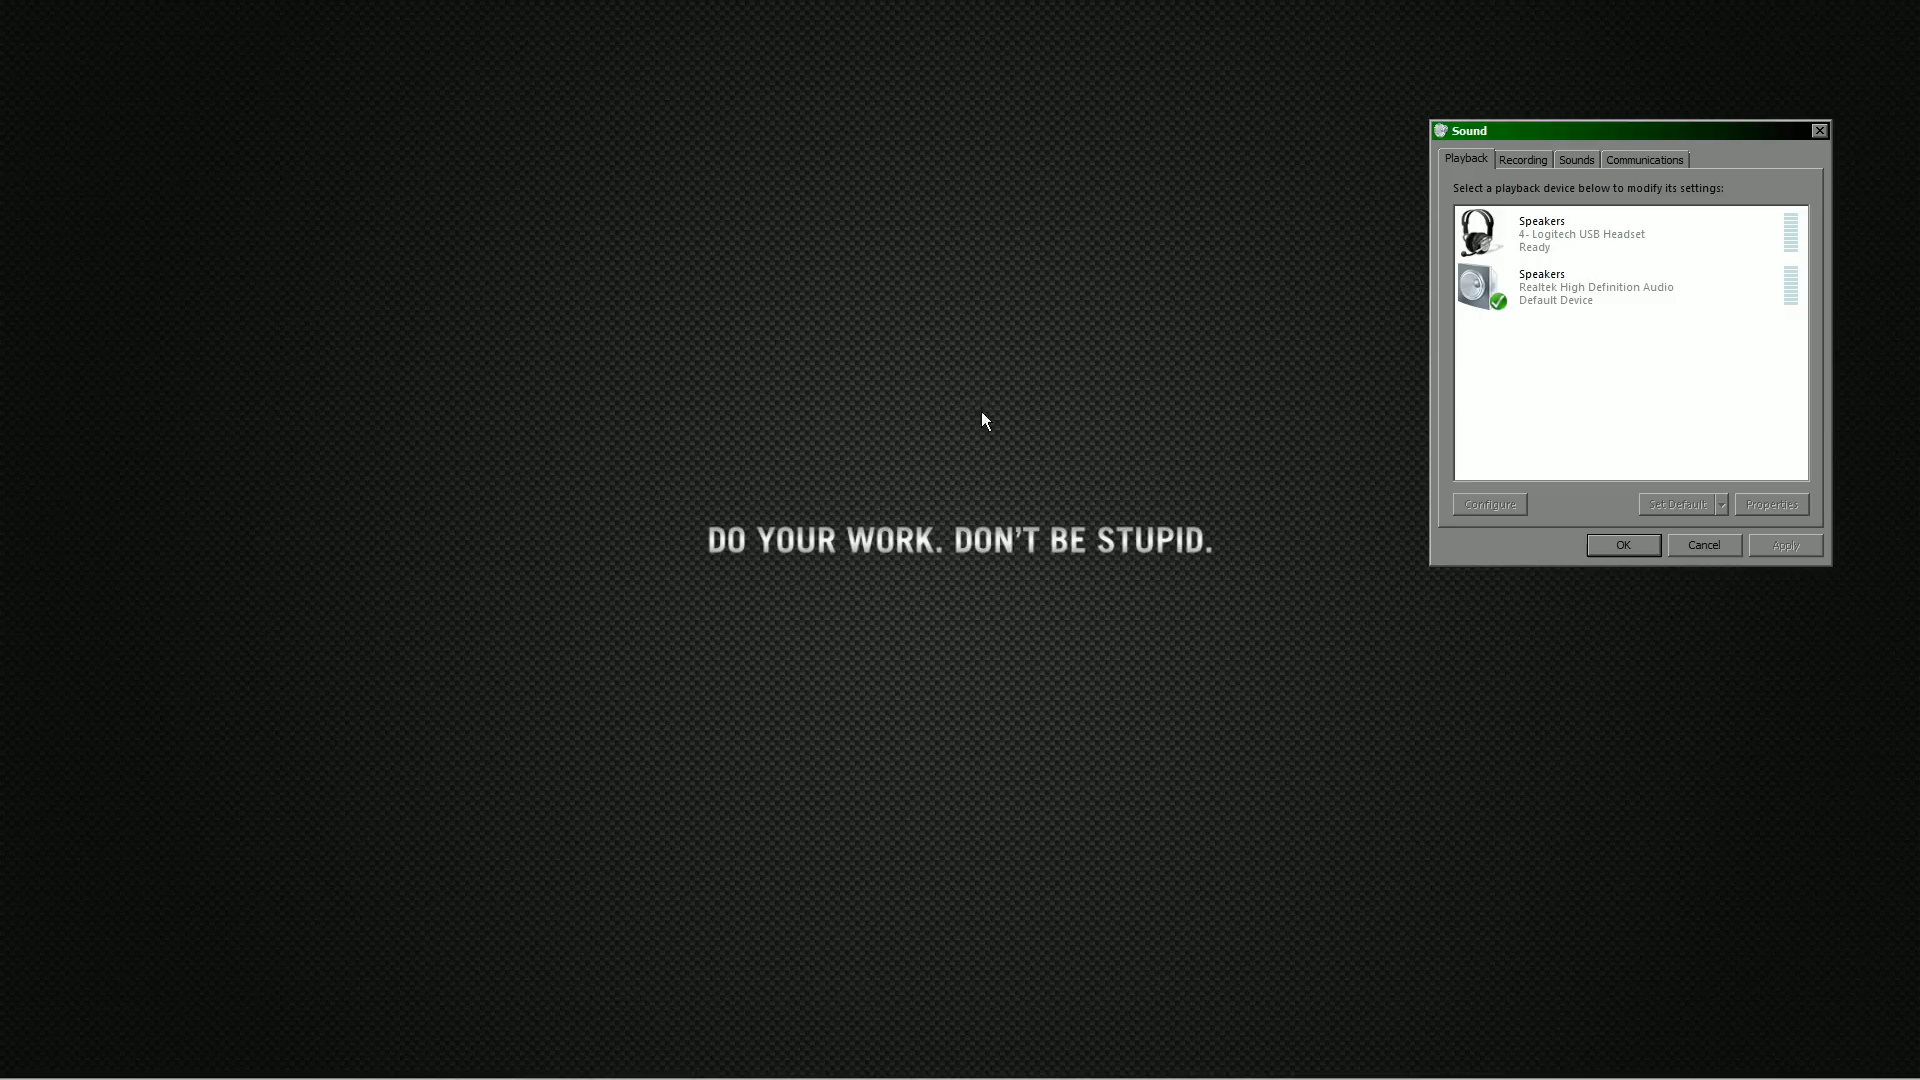 Sound
Playback
Recording
Sounds
Communications
Select a playback device below to modify its settings:
Speakers
4- Logitech USB Headset
Ready
Speakers
Realtek High Definition Audio
Default Device
Configure
Set Default
Properties
OK
Cancel
Apply
DO YOUR WORK. DON'T BE STUPID.